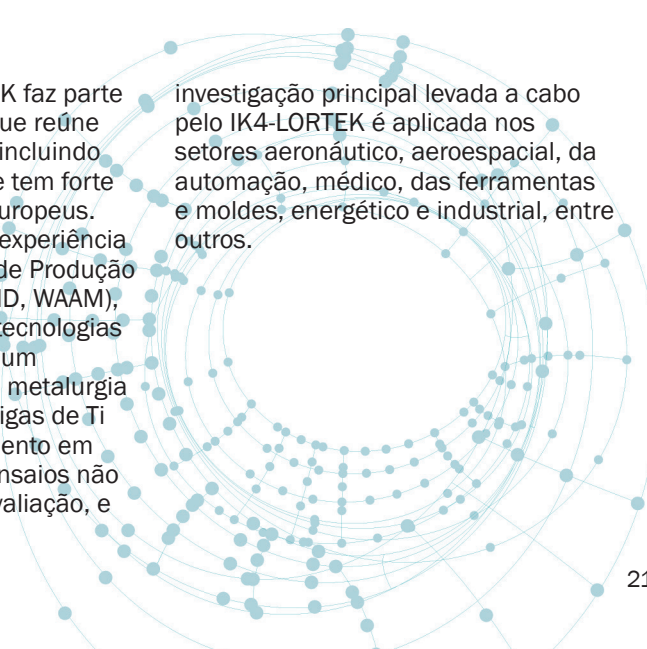 K faz parte
ue reúne
incluindo
e tem forte
uropeus.
experiência
de Produção
D, WAAM),
tecnologias
um
metalurgia
igas de Ti
ento em
nsaios não
valiação, e
investigação principal levada a cabo
pelo IK4-LORTEK é aplicada nos
setores aeronáutico, aeroespacial, da
automação, médico, das ferramentas
e moldes, energético e industrial, entre
outros.
21